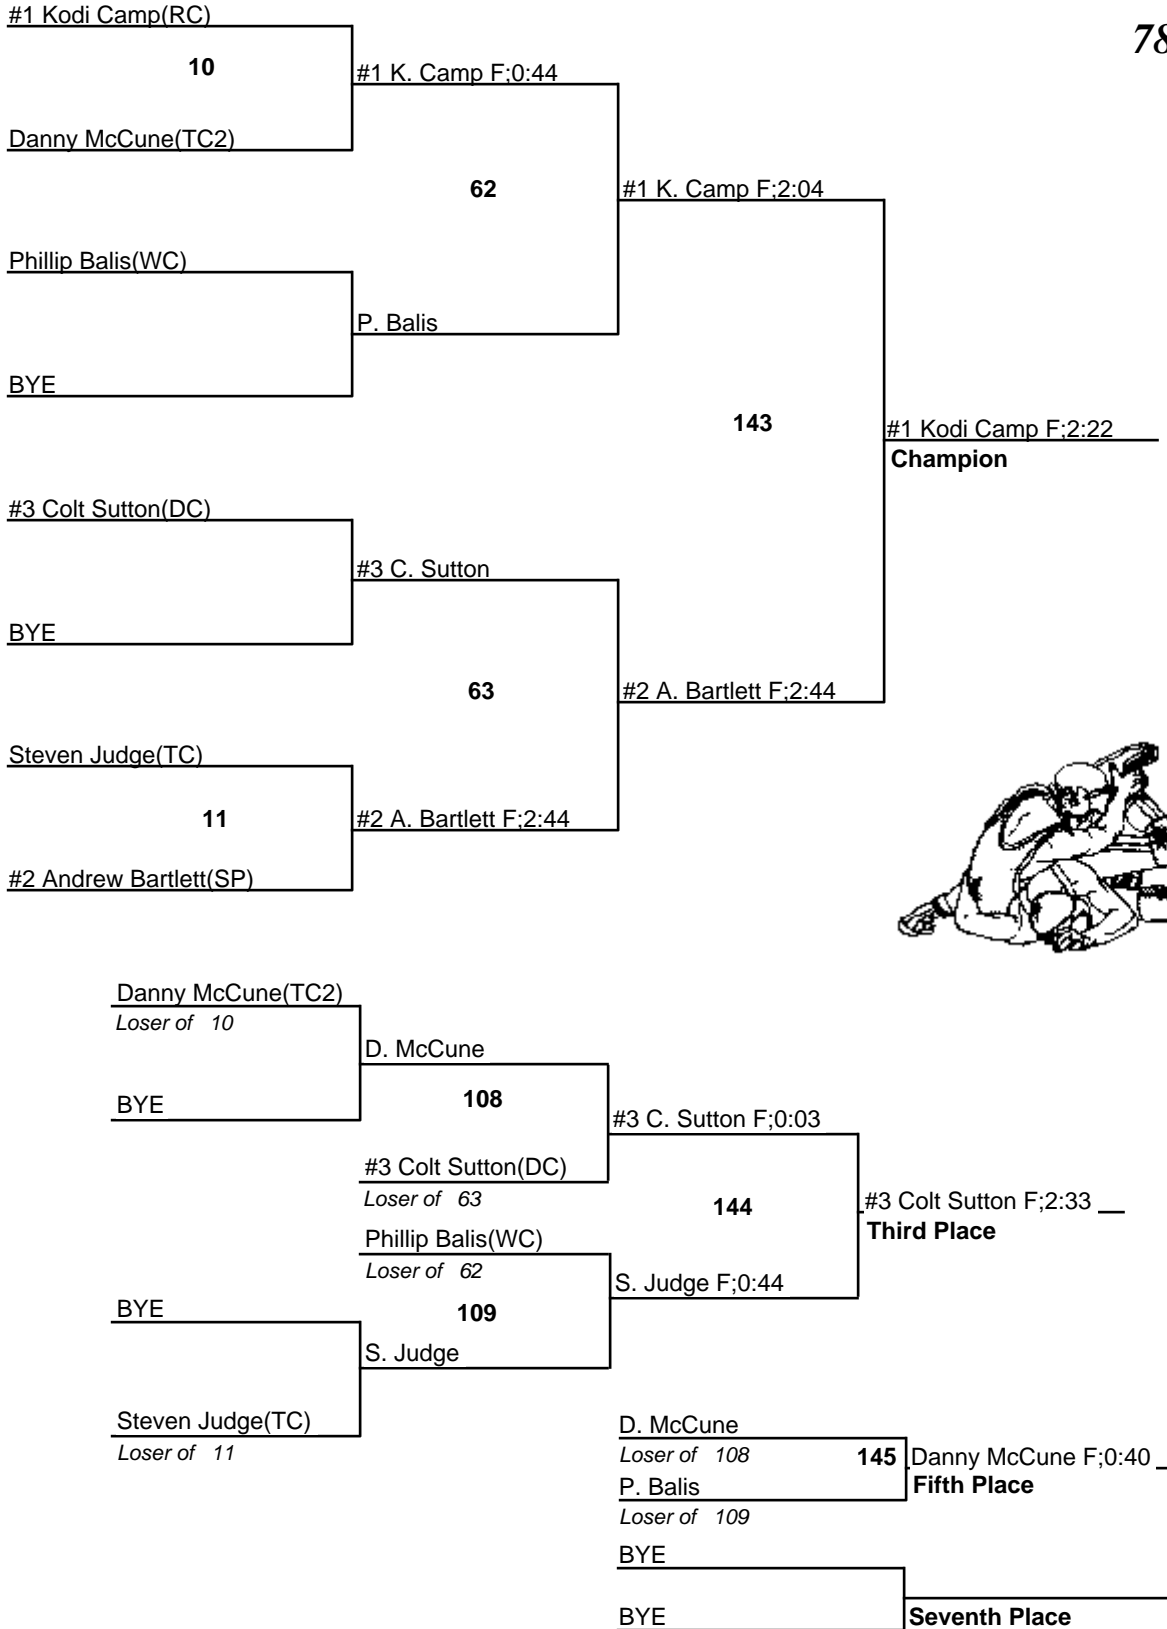 #1 Kodi Camp(RC)
78
10
#1 K. Camp F;0:44
Danny McCune(TC2)
62
#1 K. Camp F;2:04
Phillip Balis(WC)
P. Balis
BYE
143
#1 Kodi Camp F;2:22
Champion
#3 Colt Sutton(DC)
#3 C. Sutton
BYE
63
#2 A. Bartlett F;2:44
Steven Judge(TC)
11
#2 A. Bartlett F;2:44
#2 Andrew Bartlett(SP)
Danny McCune(TC2)
Loser of 10
D. McCune
BYE
108
#3 C. Sutton F;0:03
#3 Colt Sutton(DC)
Loser of 63
144
#3 Colt Sutton F;2:33
Third Place
Phillip Balis(WC)
Loser of 62
S. Judge F;0:44
BYE
109
S. Judge
Steven Judge(TC)
Loser of 11
D. McCune
Loser of 108
145
Danny McCune F;0:40
Fifth Place
P. Balis
Loser of 109
BYE
BYE
Seventh Place